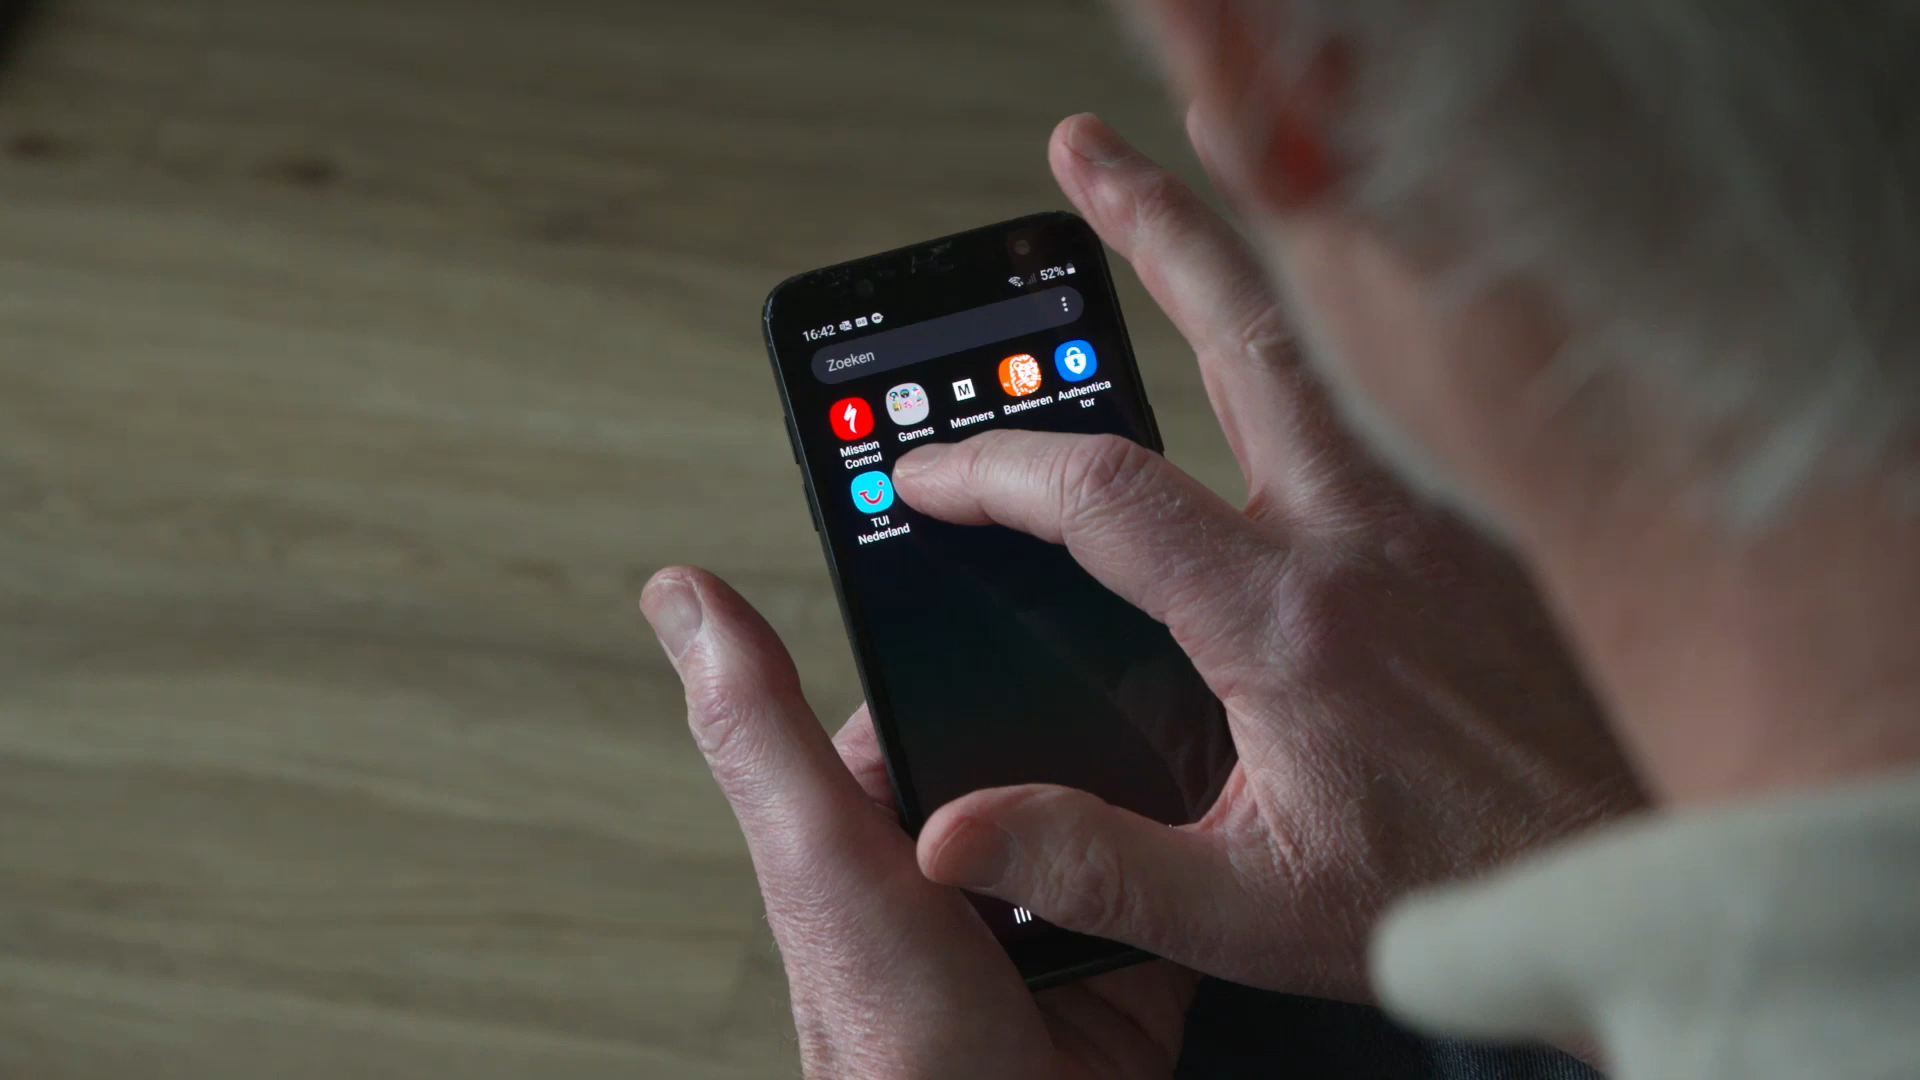 16:42
52%
Zoeken
Mission
Control
Games
M
Manners
Bankieren
Authentica
tor
TUI
Nederland